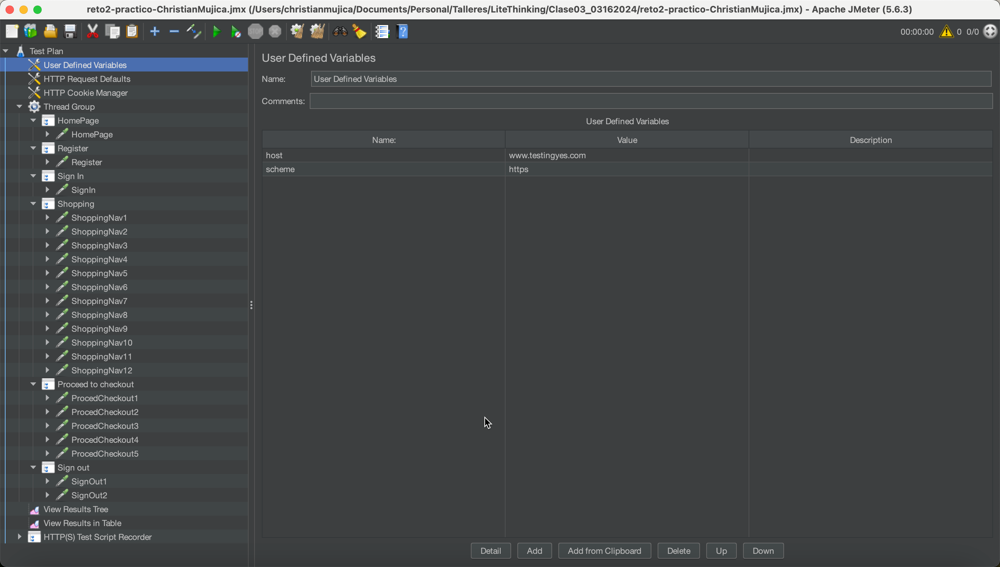 reto2-practico-ChristianMujica.jmx (/Users/christianmujica/Documents/Personal/Talleres/LiteThinking/Clase03_03162024/reto2-practico-ChristianMujica.jmx) - Apache JMeter (5.6.3)
STOP
00:00:00 0 0/0
Test Plan
User Defined Variables
HTTP Request Defaults
HTTP Cookie Manager
Thread Group
HomePage
HomePage
Register
Register
Sign In
SignIn
Shopping
ShoppingNav1
ShoppingNav2
ShoppingNav3
ShoppingNav4
ShoppingNav5
ShoppingNav6
ShoppingNav7
ShoppingNav8
ShoppingNav9
ShoppingNav10
ShoppingNav11
ShoppingNav12
Proceed to checkout
ProcedCheckout1
ProcedCheckout2
ProcedCheckout3
ProcedCheckout4
ProcedCheckout5
Sign out
SignOut1
SignOut2
View Results Tree
View Results in Table
HTTP(S) Test Script Recorder
User Defined Variables
Name: User Defined Variables
Comments:
User Defined Variables
Name: Value Description
host www.testingyes.com
scheme https
Detail Add Add from Clipboard Delete Up Down